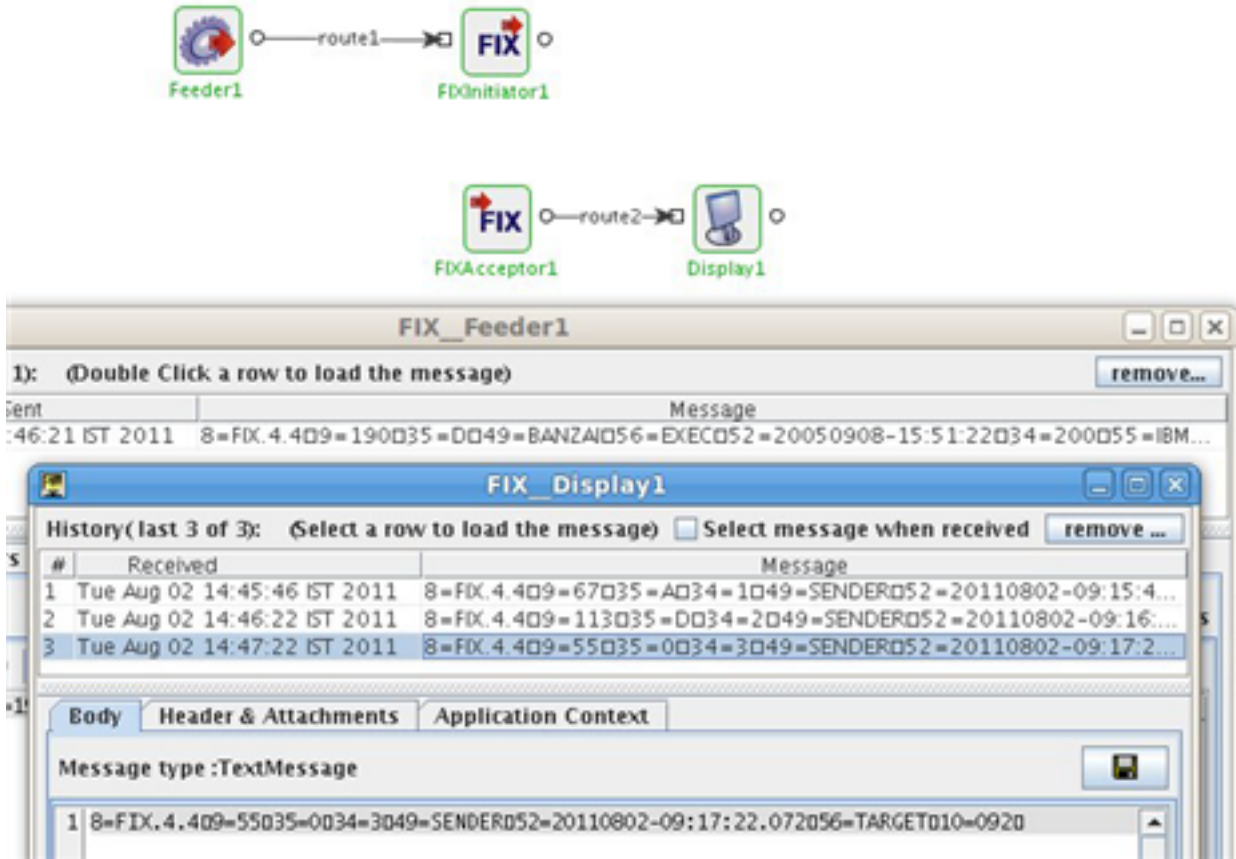 route1
FIX
FIX
Feeder1
FIXInitiator1
FIX
route2
FIXAcceptor1
Display1
FIX__Feeder1
1): (Double Click a row to load the message) remove...
Sent Message
:46:21 IST 2011 8=FIX.4.4▯9=190▯35=D▯49=BANZAI▯56=EXEC▯52=20050908-15:51:22▯34=200▯55=IBM...
FIX__Display1
History( last 3 of 3): (Select a row to load the message) Select message when received remove ...
# Received Message
1 Tue Aug 02 14:45:46 IST 2011 8=FIX.4.4▯9=67▯35=A▯34=1▯49=SENDER▯52=20110802-09:15:4...
2 Tue Aug 02 14:46:22 IST 2011 8=FIX.4.4▯9=113▯35=D▯34=2▯49=SENDER▯52=20110802-09:16:...
3 Tue Aug 02 14:47:22 IST 2011 8=FIX.4.4▯9=55▯35=0▯34=3▯49=SENDER▯52=20110802-09:17:2...
Body Header & Attachments Application Context
Message type :TextMessage
1 8=FIX.4.4▯9=55▯35=0▯34=3▯49=SENDER▯52=20110802-09:17:22.072▯56=TARGET▯10=092▯